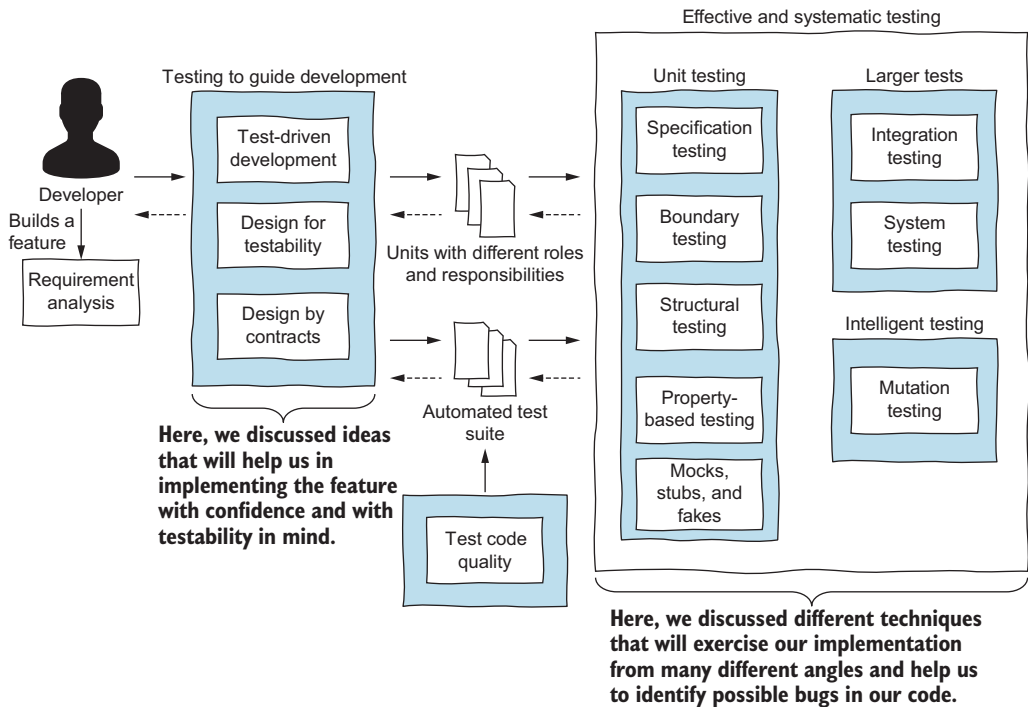 Effective and systematic testing
Testing to guide development
Unit testing
Larger tests
Test-driven
development
Specification
testing
Integration
testing
Developer
Builds a
feature
Design for
testability
Units with different roles
and responsibilities
Boundary
testing
System
testing
Requirement
analysis
Design by
contracts
Structural
testing
Intelligent testing
Automated test
suite
Property-
based testing
Mutation
testing
Here, we discussed ideas
that will help us in
implementing the feature
with confidence and with
testability in mind.
Mocks,
stubs, and
fakes
Test code
quality
Here, we discussed different techniques
that will exercise our implementation
from many different angles and help us
to identify possible bugs in our code.